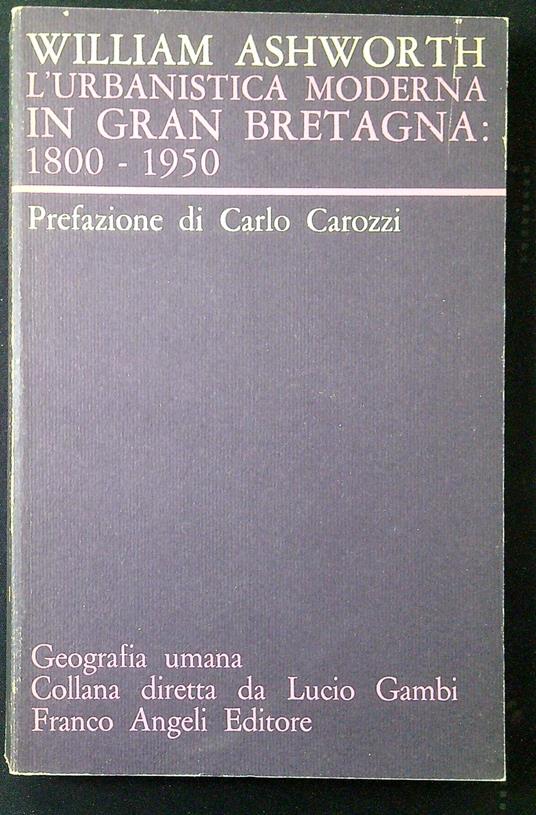 WILLIAM ASHWORTH
L'URBANISTICA MODERNA
IN GRAN BRETAGNA:
1800 - 1950
Prefazione di Carlo Carozzi
Geografia umana
Collana diretta da Lucio Gambi
Franco Angeli Editore